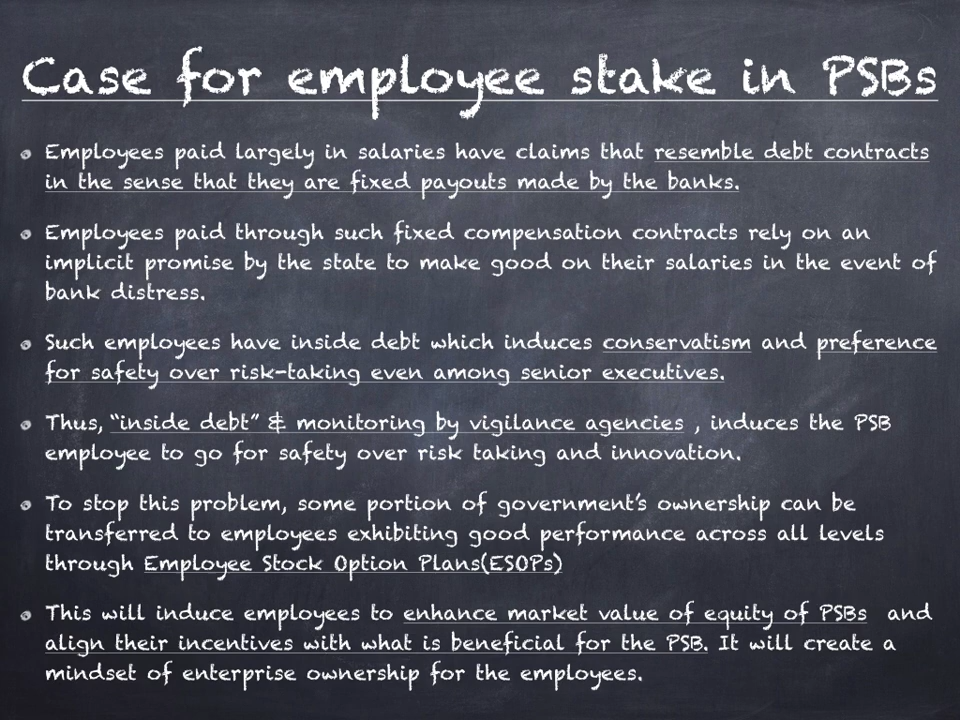 Case for employee stake in PSBs
Employees paid largely in salaries have claims that resemble debt contracts
in the sense that they are fixed payouts made by the banks.
Employees paid through such fixed compensation contracts rely on an
implicit promise by the state to make good on their salaries in the event of
bank distress.
Such employees have inside debt which induces conservatism and preference
for safety over risk-taking even among senior executives.
Thus, “inside debt” & monitoring by vigilance agencies , induces the PSB
employee to go for safety over risk taking and innovation.
To stop this problem, some portion of government’s ownership can be
transferred to employees exhibiting good performance across all levels
through Employee Stock Option Plans(ESOPs)
This will induce employees to enhance market value of equity of PSBs and
align their incentives with what is beneficial for the PSB. It will create a
mindset of enterprise ownership for the employees.